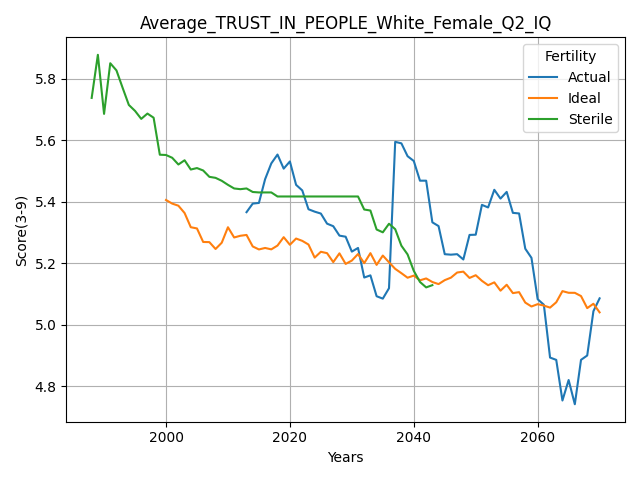 Average_TRUST_IN_PEOPLE_White_Female_Q2_IQ
Fertility
Actual
Ideal
Sterile
Score(3-9)
5.8
5.6
5.4
5.2
5.0
4.8
2000
2020
2040
2060
Years